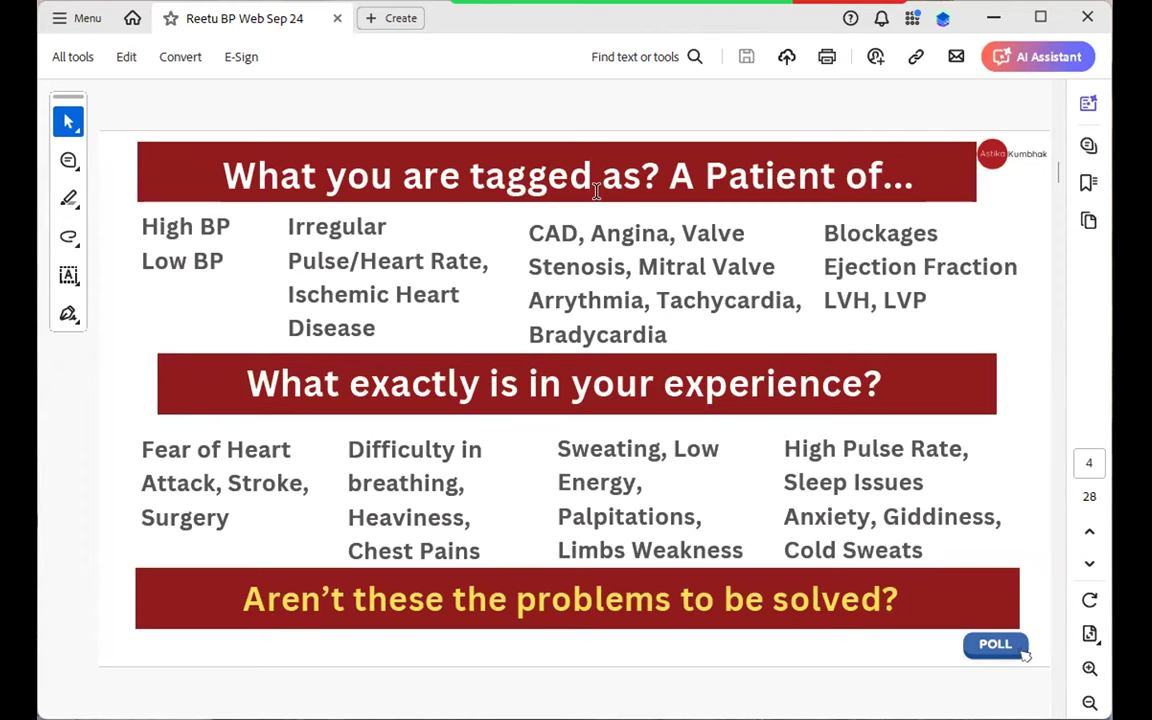 Menu
Reetu BP Web Sep 24
Create
All tools
Edit
Convert
E-Sign
Find text or tools
AI Assistant
What you are tagged as? A Patient of...
Astika Kumbhak
High BP
Low BP
Irregular
Pulse/Heart Rate,
Ischemic Heart
Disease
CAD, Angina, Valve
Stenosis, Mitral Valve
Arrythmia, Tachycardia,
Bradycardia
Blockages
Ejection Fraction
LVH, LVP
What exactly is in your experience?
Fear of Heart
Attack, Stroke,
Surgery
Difficulty in
breathing,
Heaviness,
Chest Pains
Sweating, Low
Energy,
Palpitations,
Limbs Weakness
High Pulse Rate,
Sleep Issues
Anxiety, Giddiness,
Cold Sweats
Aren't these the problems to be solved?
POLL
4
28